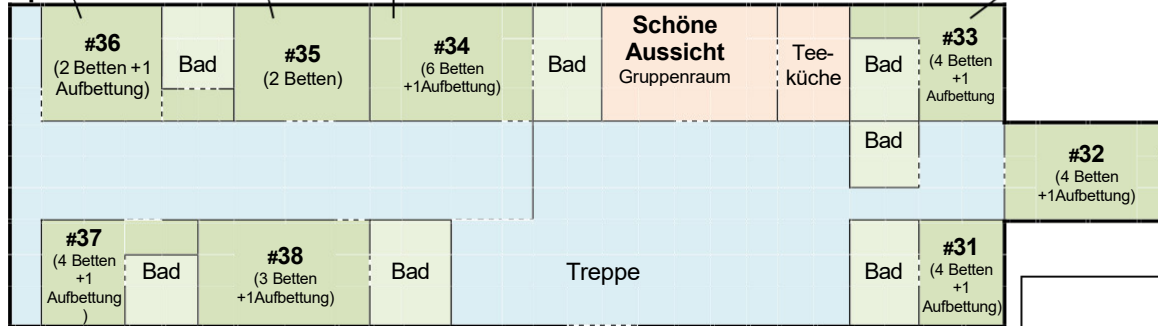 #36
(2 Betten +1
Aufbettung)
Bad
#35
(2 Betten)
#34
(6 Betten
+1Aufbettung)
Bad
Schöne
Aussicht
Gruppenraum
Tee-
küche
Bad
#33
(4 Betten
+1
Aufbettung
Bad
#32
(4 Betten
+1Aufbettung)
#37
(4 Betten
+1
Aufbettung
)
Bad
#38
(3 Betten
+1Aufbettung)
Bad
Treppe
Bad
#31
(4 Betten
+1
Aufbettung)